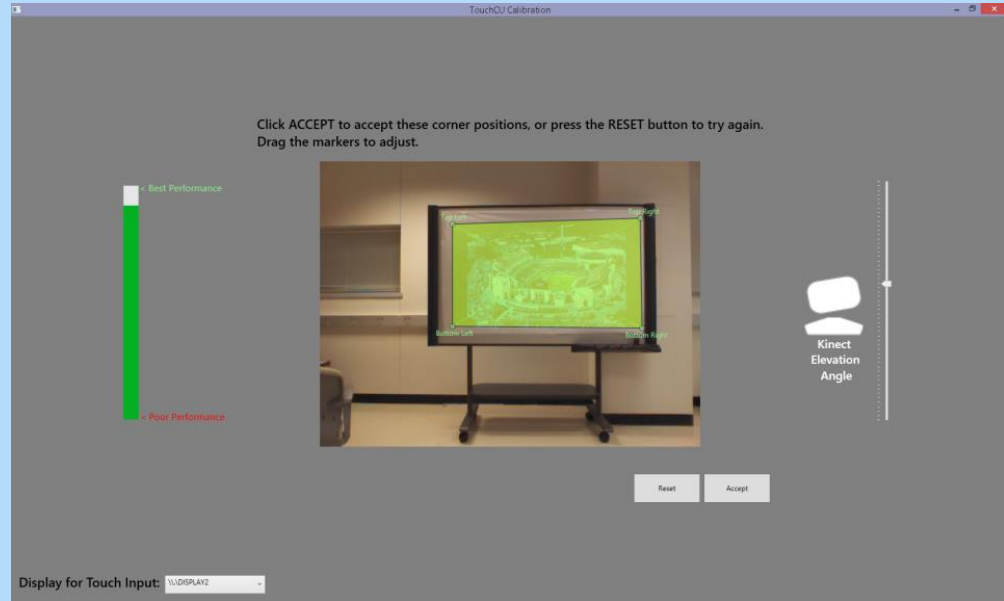 TouchCU Calibration
Click ACCEPT to accept these corner positions, or press the RESET button to try again.
Drag the markers to adjust.
< Best Performance
Top Left
Top Right
Bottom Left
Bottom Right
Kinect
Elevation
Angle
< Poor Performance
Reset
Accept
Display for Touch Input:
\\.\DISPLAY2